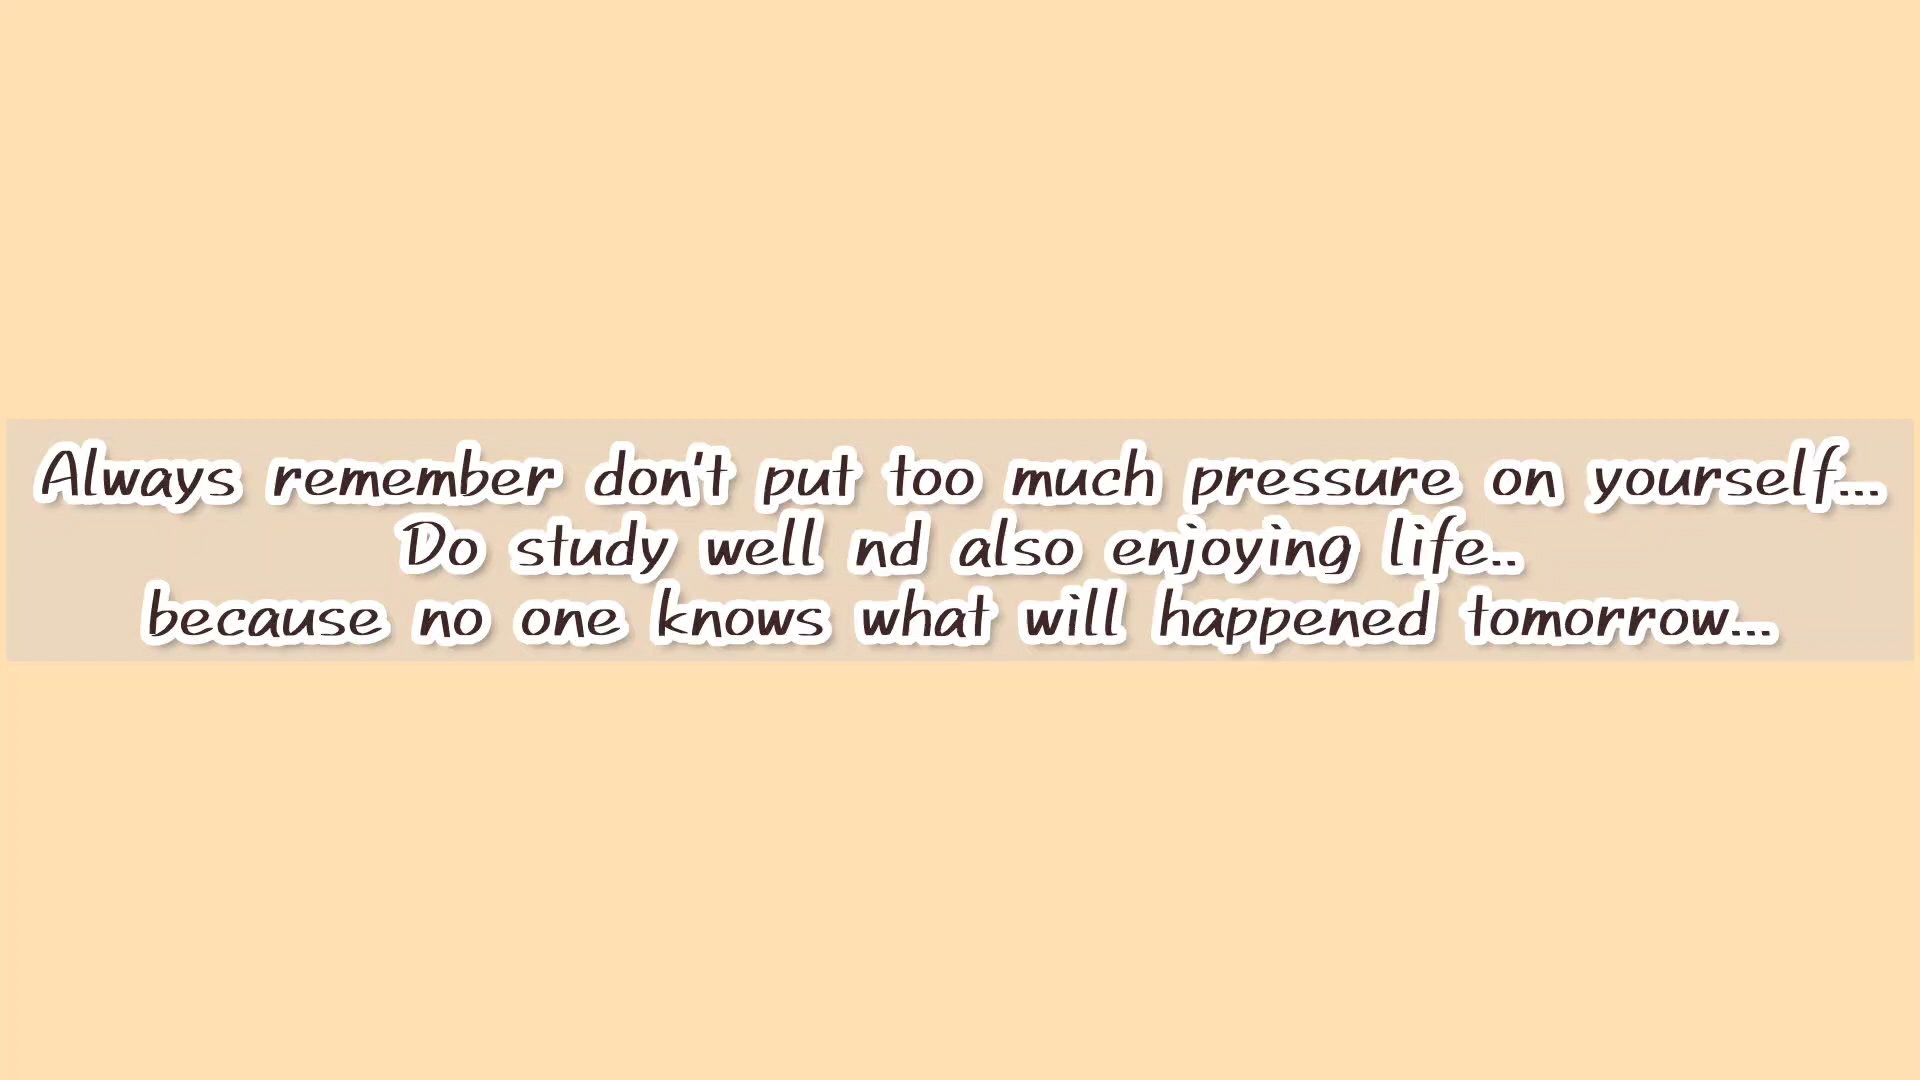 Always remember don't put too much pressure on yourself...
Do study well nd also enjoying life..
because no one knows what will happened tomorrow...